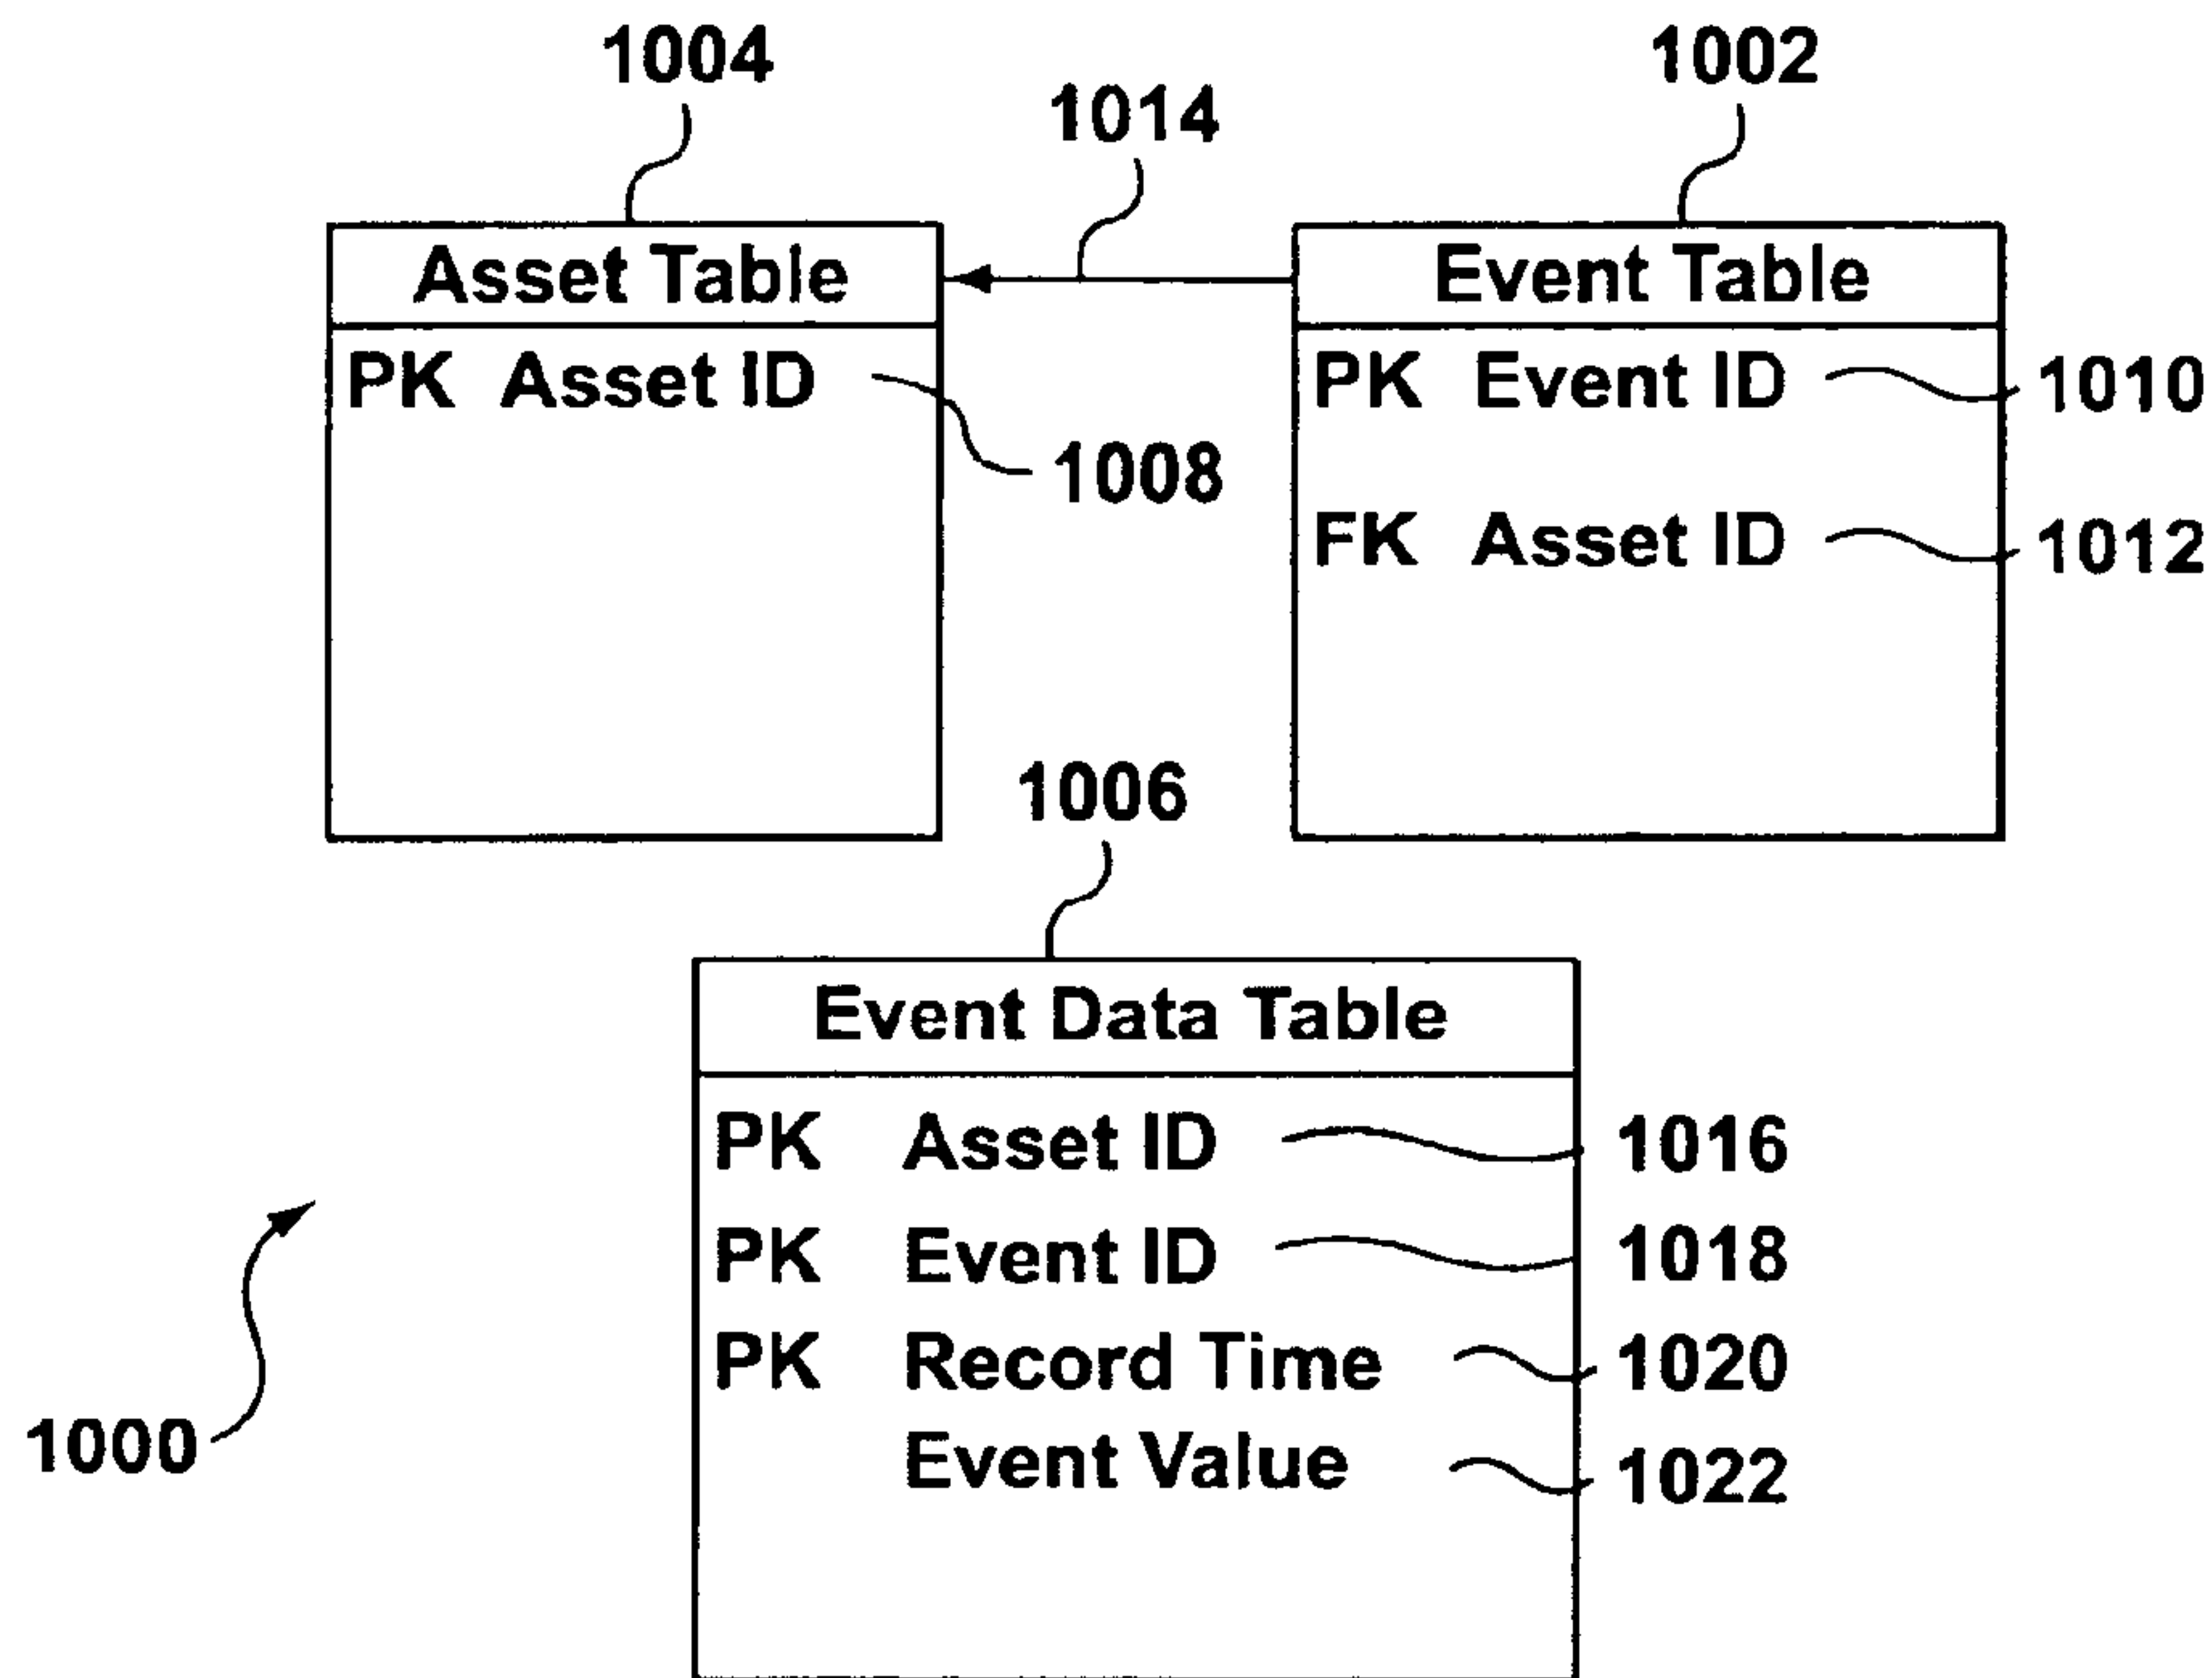 1004
1002
1014
Asset Table
Event Table
PK Asset ID
PK Event ID
1010
1008
FK Asset ID
1012
1006
Event Data Table
PK Asset ID
1016
PK Event ID
1018
PK Record Time
1020
1000
Event Value
1022